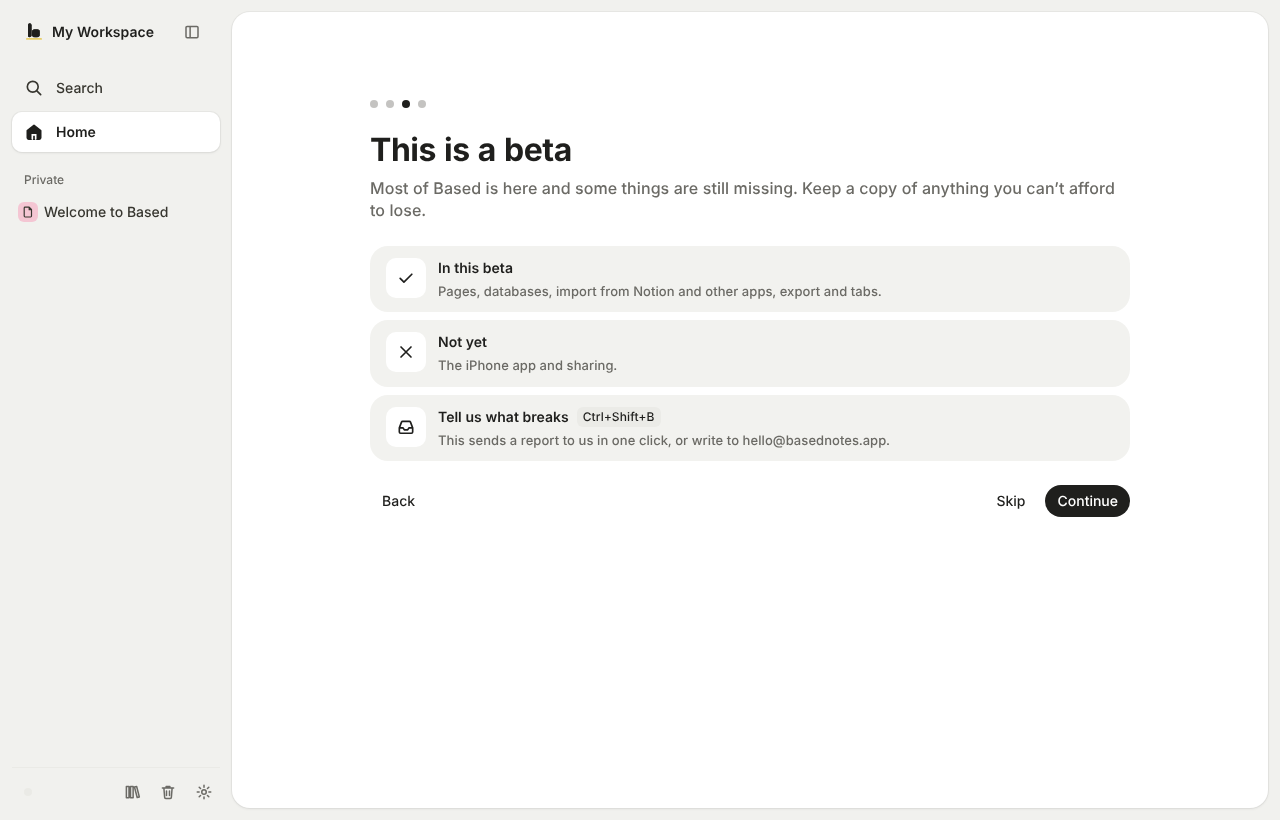 My Workspace
Search
Home
Private
Welcome to Based
This is a beta
Most of Based is here and some things are still missing. Keep a copy of anything you can’t afford
to lose.
In this beta
Pages, databases, import from Notion and other apps, export and tabs.
Not yet
The iPhone app and sharing.
Tell us what breaks Ctrl+Shift+B
This sends a report to us in one click, or write to hello@basednotes.app.
Back
Skip
Continue